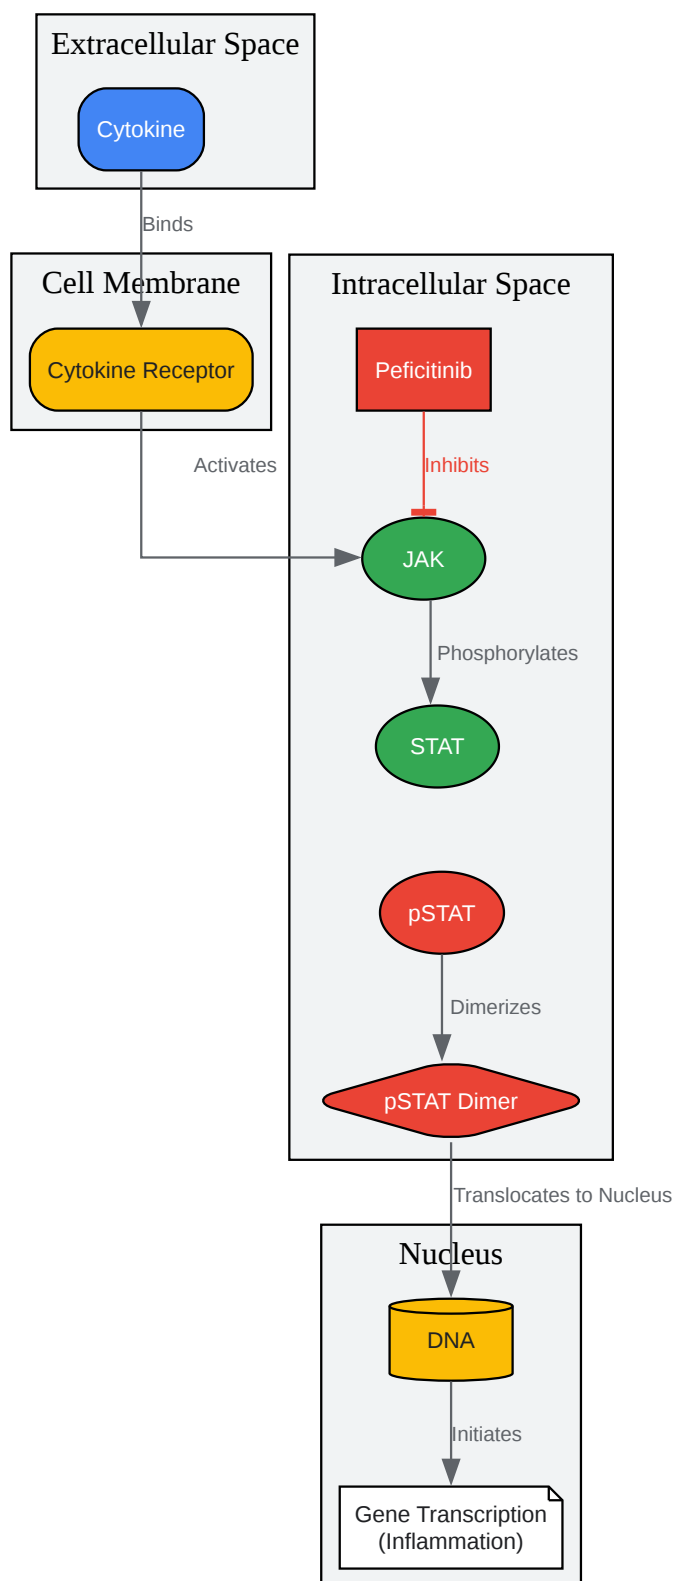 Extracellular Space
Cytokine
Binds
Cell Membrane
Cytokine Receptor
Activates
Intracellular Space
Peficitinib
Inhibits
JAK
Phosphorylates
STAT
pSTAT
Dimerizes
pSTAT Dimer
Translocates to Nucleus
Nucleus
DNA
Initiates
Gene Transcription
(Inflammation)